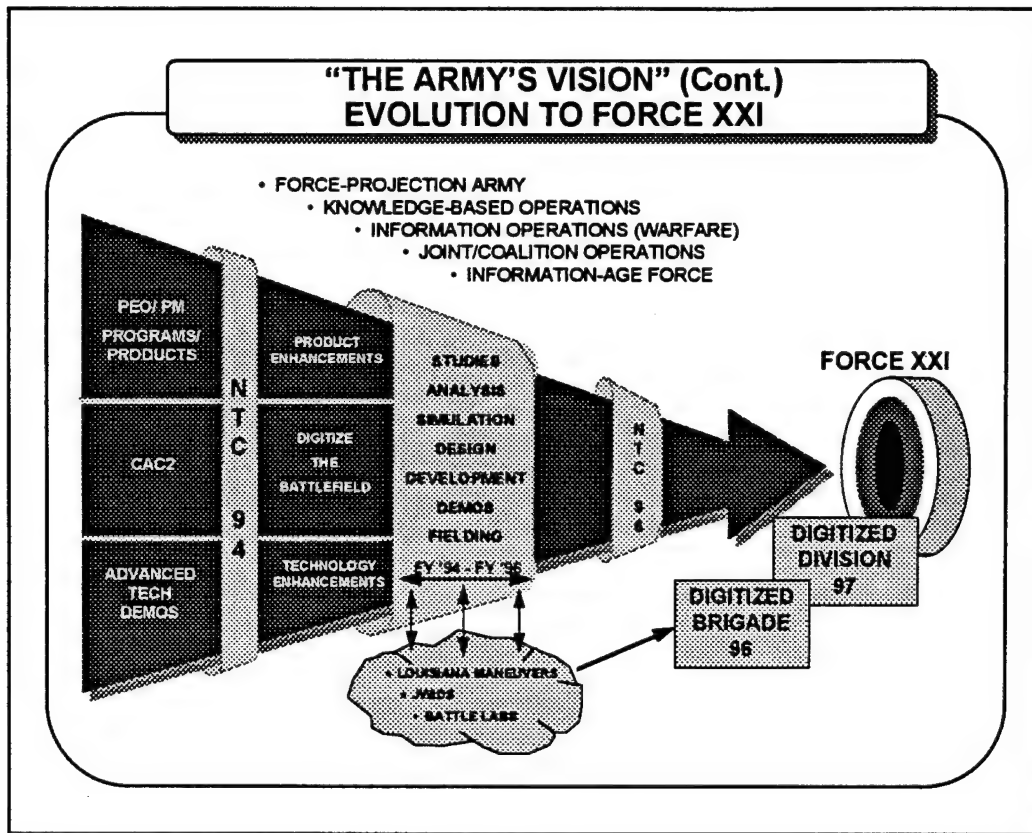 “THE ARMY’S VISION” (Cont.)
EVOLUTION TO FORCE XXI
• FORCE-PROJECTION ARMY
• KNOWLEDGE-BASED OPERATIONS
• INFORMATION OPERATIONS (WARFARE)
• JOINT/COALITION OPERATIONS
• INFORMATION-AGE FORCE
PEO/ PM
PROGRAMS/
PRODUCTS
CAC2
ADVANCED
TECH
DEMOS
NTC 94
PRODUCT
ENHANCEMENTS
DIGITIZE
THE
BATTLEFIELD
TECHNOLOGY
ENHANCEMENTS
STUDIES
ANALYSIS
SIMULATION
DESIGN
DEVELOPMENT
DEMOS
FIELDING
FY '94 - FY '96
NTC
FORCE XXI
• LOUISIANA MANEUVERS
• BATTLE LABS
DIGITIZED
BRIGADE
96
DIGITIZED
DIVISION
97